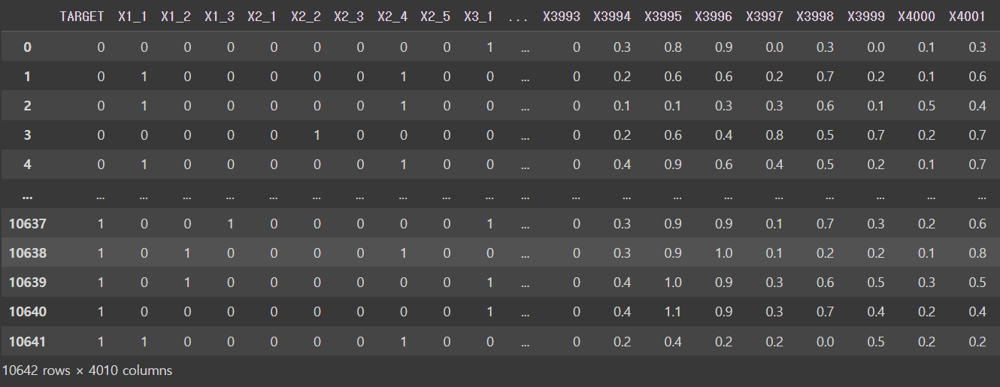 TARGET X1_1 X1_2 X1_3 X2_1 X2_2 X2_3 X2_4 X2_5 X3_1 ... X3993 X3994 X3995 X3996 X3997 X3998 X3999 X4000 X4001
0 0 0 0 0 0 0 0 0 0 1 ... 0 0.3 0.8 0.9 0.0 0.3 0.0 0.1 0.3
1 0 1 0 0 0 0 0 1 0 0 ... 0 0.2 0.6 0.6 0.2 0.7 0.2 0.1 0.6
2 0 1 0 0 0 0 0 1 0 0 ... 0 0.1 0.1 0.3 0.3 0.6 0.1 0.5 0.4
3 0 0 0 0 0 1 0 0 0 0 ... 0 0.2 0.6 0.4 0.8 0.5 0.7 0.2 0.7
4 0 1 0 0 0 0 0 1 0 0 ... 0 0.4 0.9 0.6 0.4 0.5 0.2 0.1 0.7
... ... ... ... ... ... ... ... ... ... ... ... ... ... ... ... ... ... ... ... ...
10637 1 0 0 1 0 0 0 0 0 1 ... 0 0.3 0.9 0.9 0.1 0.7 0.3 0.2 0.6
10638 1 0 1 0 0 0 0 1 0 0 ... 0 0.3 0.9 1.0 0.1 0.2 0.2 0.1 0.8
10639 1 0 1 0 0 0 0 0 0 1 ... 0 0.4 1.0 0.9 0.3 0.6 0.5 0.3 0.5
10640 1 0 0 0 0 0 0 0 0 1 ... 0 0.4 1.1 0.9 0.3 0.7 0.4 0.2 0.4
10641 1 1 0 0 0 0 0 1 0 0 ... 0 0.2 0.4 0.2 0.2 0.0 0.5 0.2 0.2
10642 rows × 4010 columns